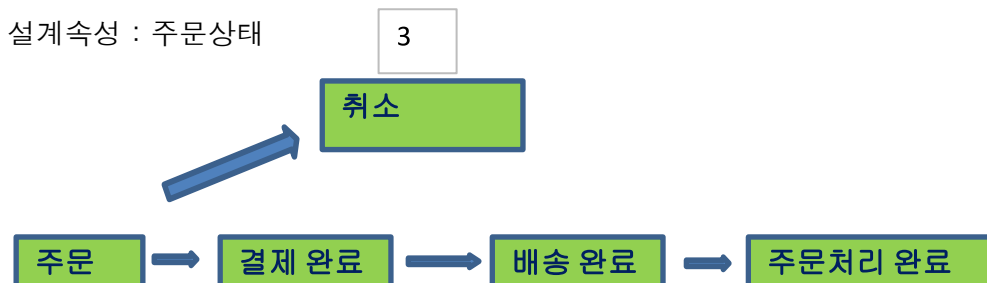 설계속성 : 주문상태
3
취소
주문
결제 완료
배송 완료
주문처리 완료